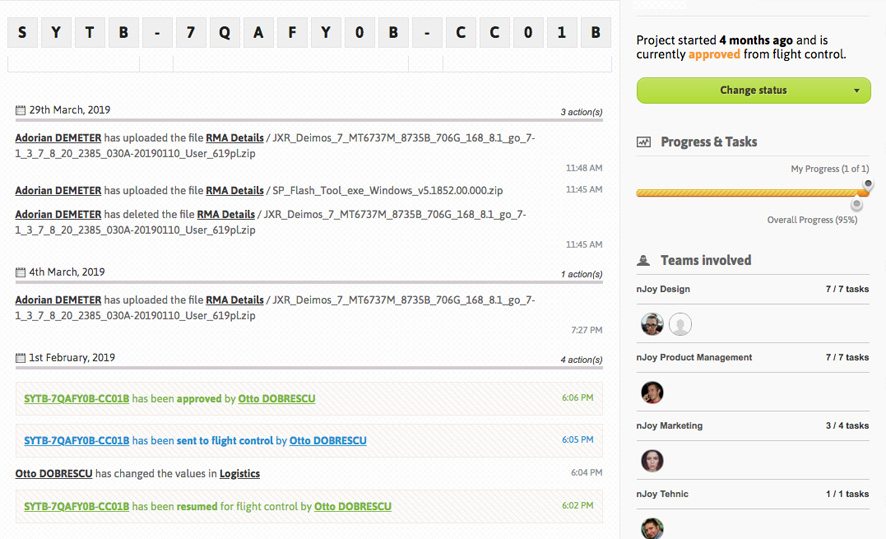 S Y T B - 7 Q A F Y 0 B - C C 0 1 B
29th March, 2019 3 action(s)
Adorian DEMETER has uploaded the file RMA Details / JXR_Deimos_7_MT6737M_8735B_706G_168_8.1_go_7-
1_3_7_8_20_2385_030A-20190110_User_619pl.zip
11:48 AM
Adorian DEMETER has uploaded the file RMA Details / SP_Flash_Tool_exe_Windows_v5.1852.00.000.zip 11:45 AM
Adorian DEMETER has deleted the file RMA Details / JXR_Deimos_7_MT6737M_8735B_706G_168_8.1_go_7-
1_3_7_8_20_2385_030A-20190110_User_619pl.zip
11:45 AM
4th March, 2019 1 action(s)
Adorian DEMETER has uploaded the file RMA Details / JXR_Deimos_7_MT6737M_8735B_706G_168_8.1_go_7-
1_3_7_8_20_2385_030A-20190110_User_619pl.zip
7:27 PM
1st February, 2019 4 action(s)
SYTB-7QAFY0B-CC01B has been approved by Otto DOBRESCU 6:06 PM
SYTB-7QAFY0B-CC01B has been sent to flight control by Otto DOBRESCU 6:05 PM
Otto DOBRESCU has changed the values in Logistics 6:04 PM
SYTB-7QAFY0B-CC01B has been resumed for flight control by Otto DOBRESCU 6:02 PM
Project started 4 months ago and is
currently approved from flight control.
Change status
Progress & Tasks
My Progress (1 of 1)
Overall Progress (95%)
Teams involved
nJoy Design 7 / 7 tasks
nJoy Product Management 7 / 7 tasks
nJoy Marketing 3 / 4 tasks
nJoy Tehnic 1 / 1 tasks